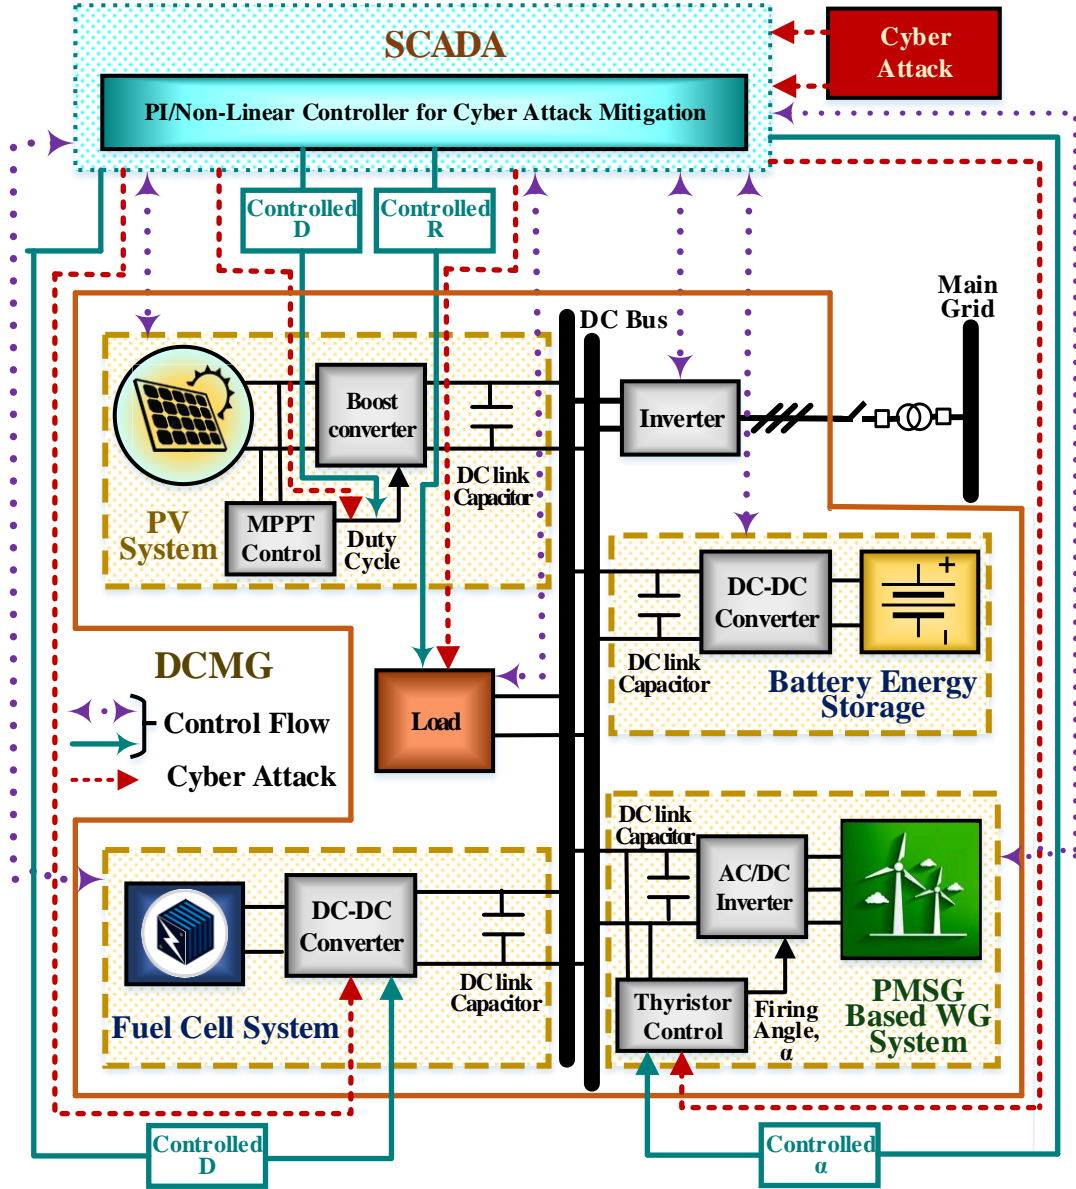 SCADA
Cyber
Attack
PI/Non-Linear Controller for Cyber Attack Mitigation
Controlled
D
Controlled
R
Main
Grid
DC Bus
Boost
converter
Inverter
DC link
Capacitor
MPPT
Control
Duty
Cycle
PV
System
DC-DC
Converter
+
DC link
Capacitor
Battery Energy
Storage
DCMG
Control Flow
Cyber Attack
Load
DC link
Capacitor
AC/DC
Inverter
DC-DC
Converter
DC link
Capacitor
Fuel Cell System
Thyristor
Control
Firing
Angle,
α
PMSG
Based WG
System
Controlled
D
Controlled
α